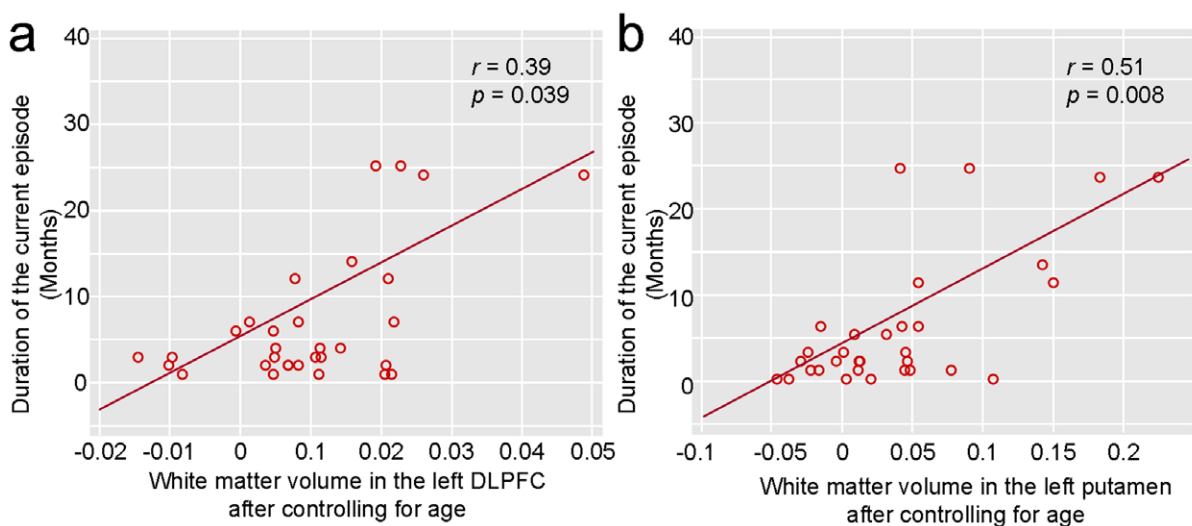 a
40
30
20
10
0
r = 0.39
p = 0.039
Duration of the current episode
(Months)
-0.02
-0.01
0
0.1
0.02
0.03
0.04
0.05
White matter volume in the left DLPFC
after controlling for age
b
40
30
20
10
0
r = 0.51
p = 0.008
Duration of the current episode
(Months)
-0.1
-0.05
0
0.05
0.1
0.15
0.2
White matter volume in the left putamen
after controlling for age